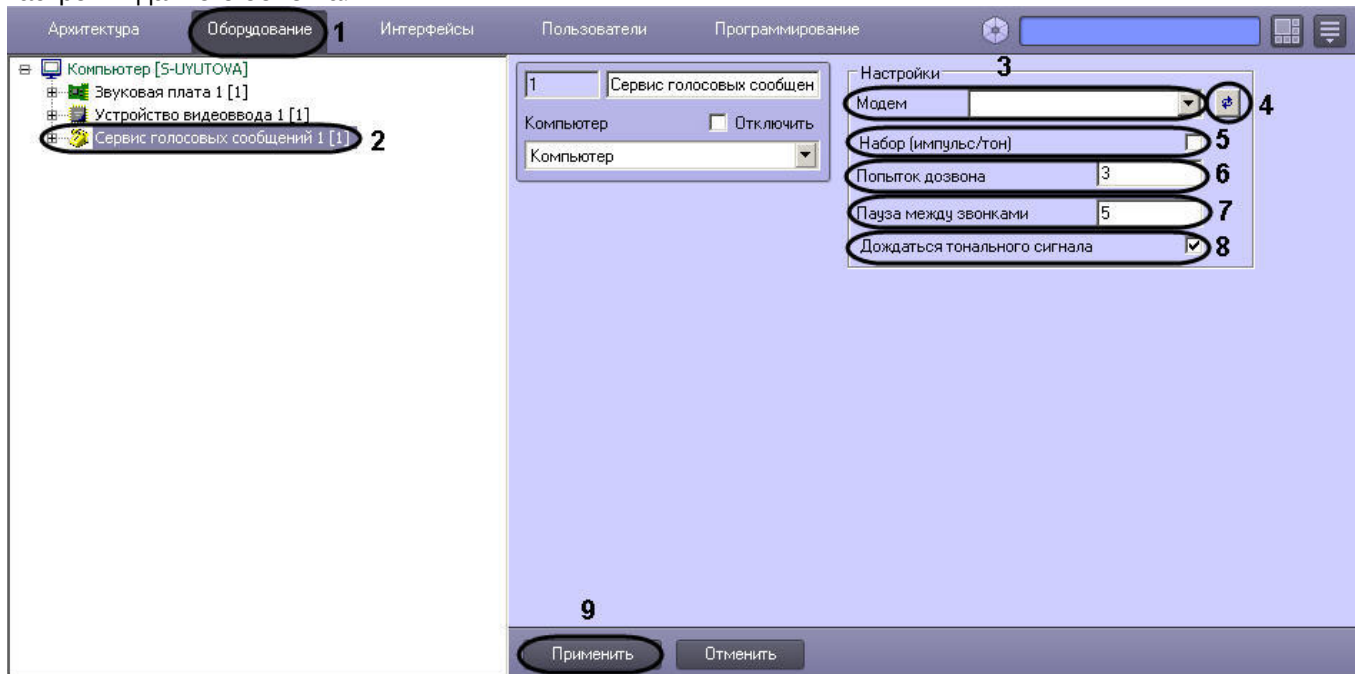 Архитектура Оборудование 1 Интерфейсы Пользователи Программирование
Компьютер [S-UYUTOVA]
Звуковая плата 1 [1]
Устройство видеоввода 1 [1]
Сервис голосовых сообщений 1 [1] 2
1 Сервис голосовых сообщен
Компьютер Отключить
Компьютер
Настройки 3
Модем 4
Набор (импульс/тон) 5
Попыток дозвона 3 6
Пауза между звонками 5 7
Дождаться тонального сигнала 8
9
Применить Отменить